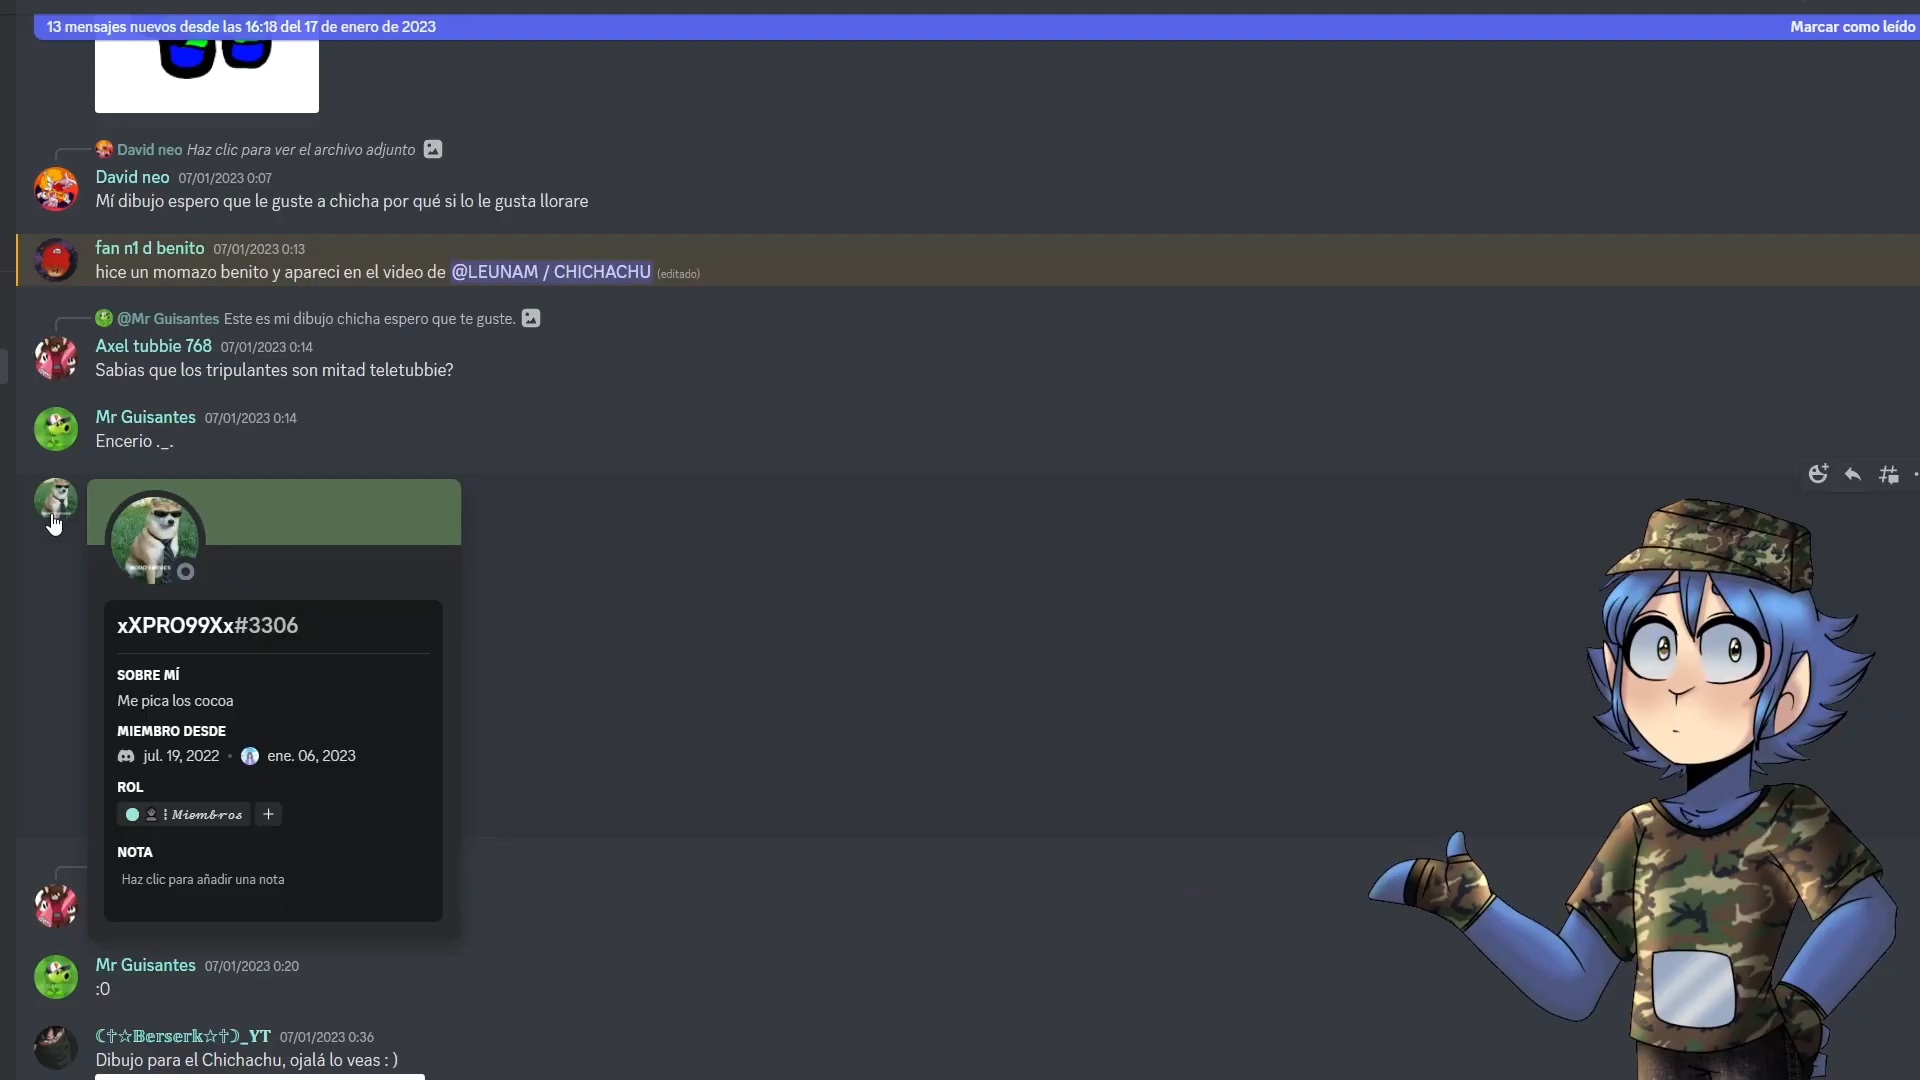 13 mensajes nuevos desde las 16:18 del 17 de enero de 2023
Marcar como leído
David neo Haz clic para ver el archivo adjunto
David neo 07/01/2023 0:07
Mí dibujo espero que le guste a chicha por qué si lo le gusta llorare
fan n1 d benito 07/01/2023 0:13
hice un momazo benito y apareci en el video de @LEUNAM / CHICHACHU (editado)
@Mr Guisantes Este es mi dibujo chicha espero que te guste.
Axel tubbie 768 07/01/2023 0:14
Sabias que los tripulantes son mitad teletubbie?
Mr Guisantes 07/01/2023 0:14
Encerio ._.
xXPRO99Xx#3306
SOBRE MÍ
Me pica los cocoa
MIEMBRO DESDE
jul. 19, 2022 • ene. 06, 2023
ROL
⁝ 𝓜𝓲𝓮𝓶𝓫𝓻𝓸𝓼 +
NOTA
Haz clic para añadir una nota
Mr Guisantes 07/01/2023 0:20
:0
☾✝☆𝔹𝕖𝕣𝕤𝕖𝕣𝕜☆✝☽_YT 07/01/2023 0:36
Dibujo para el Chichachu, ojalá lo veas : )